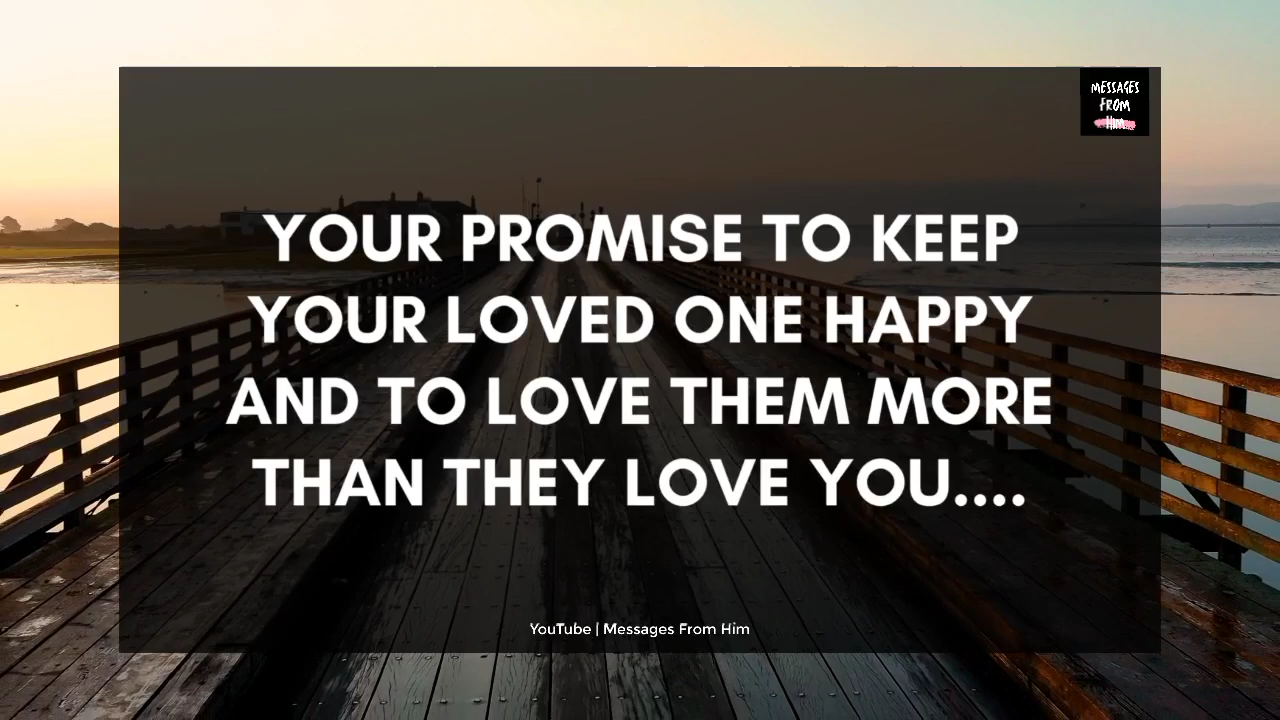 MESSAGES
FROM
Him
YOUR PROMISE TO KEEP
YOUR LOVED ONE HAPPY
AND TO LOVE THEM MORE
THAN THEY LOVE YOU....
YouTube | Messages From Him